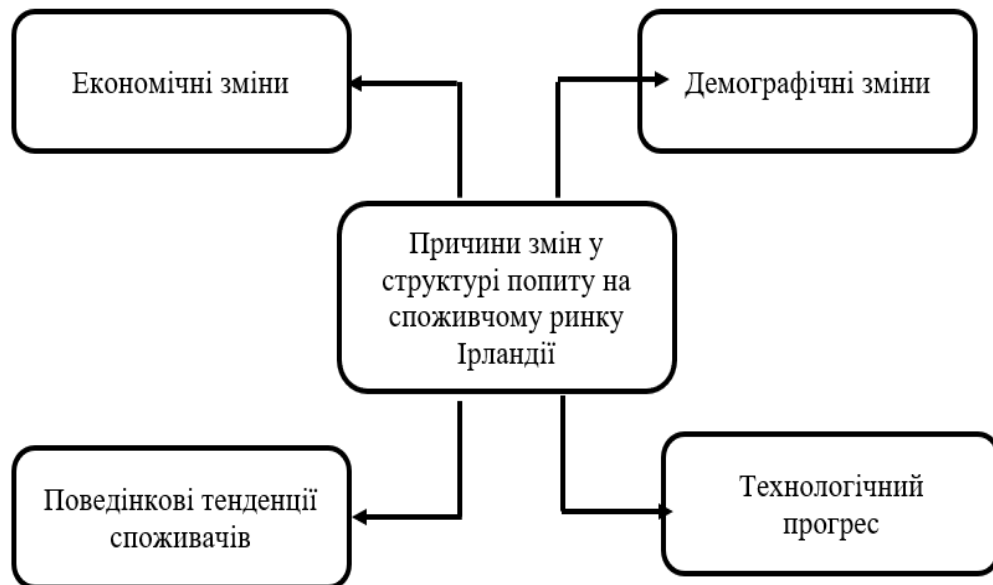 Економічні зміни
Демографічні зміни
Причини змін у
структурі попиту на
споживчому ринку
Ірландії
Поведінкові тенденції
споживачів
Технологічний
прогрес